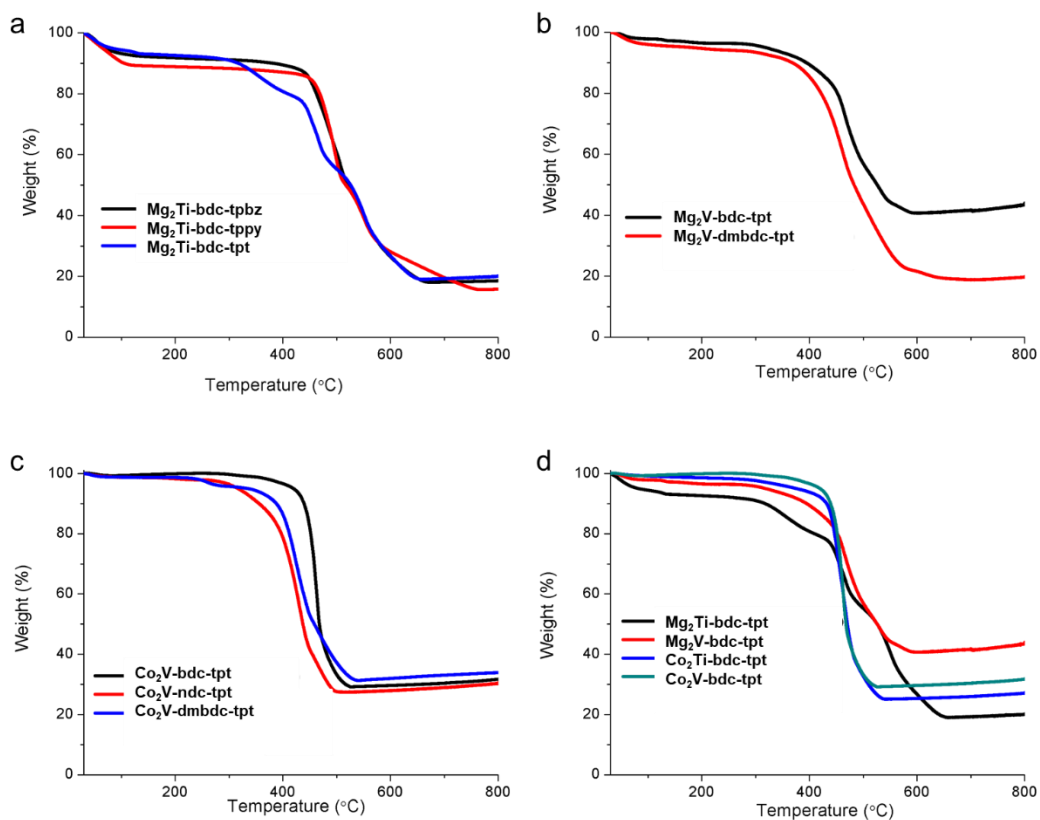 a
100
80
60
40
20
0
Weight (%)
Mg₂Ti-bdc-tpbz
Mg₂Ti-bdc-tppy
Mg₂Ti-bdc-tpt
200 400 600 800
Temperature (°C)
b
100
80
60
40
20
0
Weight (%)
Mg₂V-bdc-tpt
Mg₂V-dmbdc-tpt
200 400 600 800
Temperature (°C)
c
100
80
60
40
20
0
Weight (%)
Co₂V-bdc-tpt
Co₂V-ndc-tpt
Co₂V-dmbdc-tpt
200 400 600 800
Temperature (°C)
d
100
80
60
40
20
0
Weight (%)
Mg₂Ti-bdc-tpt
Mg₂V-bdc-tpt
Co₂Ti-bdc-tpt
Co₂V-bdc-tpt
200 400 600 800
Temperature (°C)